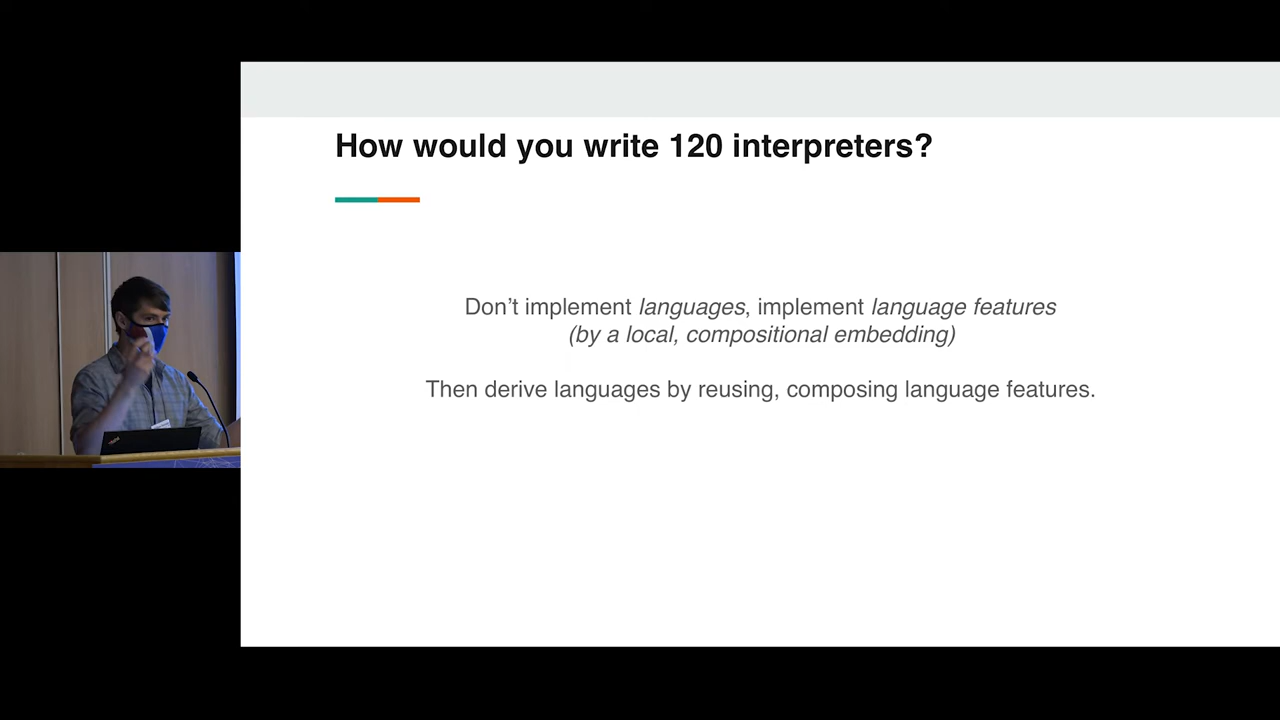 How would you write 120 interpreters?
Don’t implement languages, implement language features
(by a local, compositional embedding)
Then derive languages by reusing, composing language features.